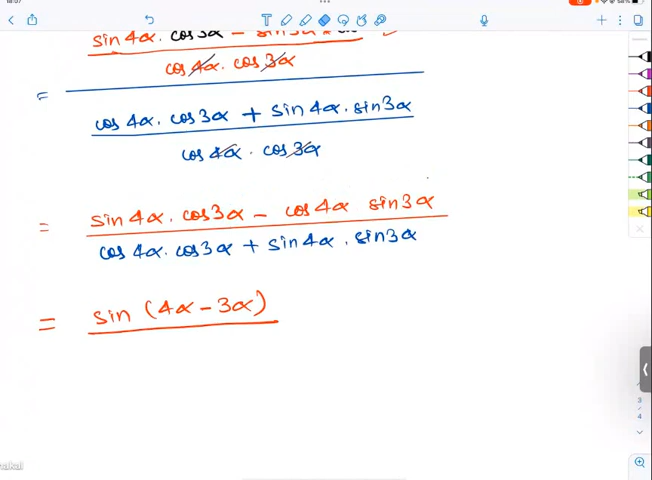 sin 4α . cos 3α −
cos 4α . cos 3α
=
cos 4α . cos 3α + sin 4α . sin 3α
cos 4α . cos 3α
= sin 4α . cos 3α − cos 4α sin 3α
cos 4α . cos 3α + sin 4α . sin 3α
= sin (4α − 3α)
3
4